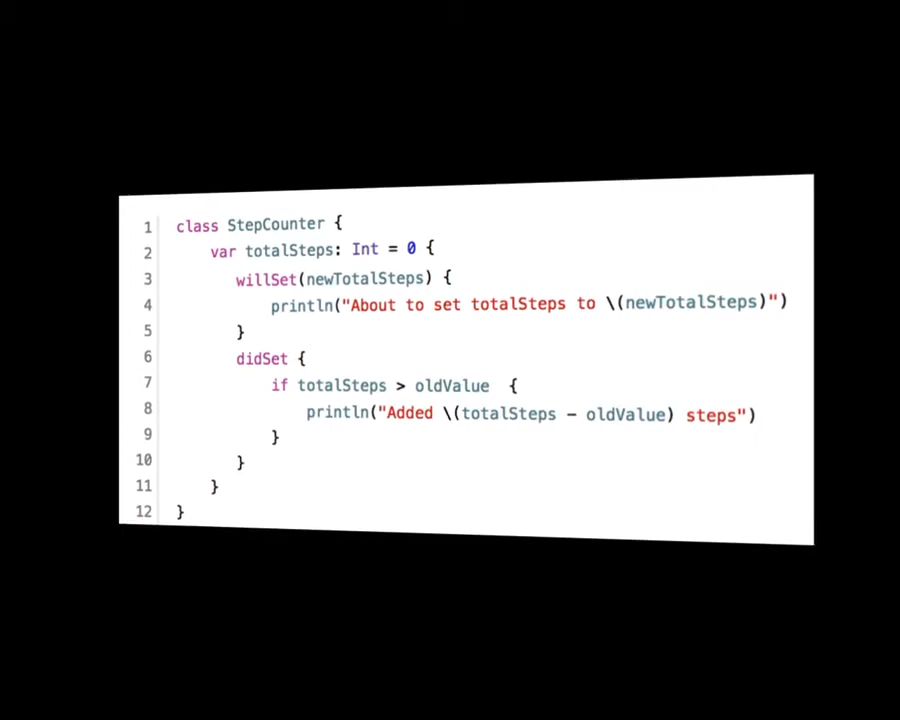 1 class StepCounter {
2 var totalSteps: Int = 0 {
3 willSet(newTotalSteps) {
4 println("About to set totalSteps to \(newTotalSteps)")
5 }
6 didSet {
7 if totalSteps > oldValue  {
8 println("Added \(totalSteps - oldValue) steps")
9 }
10 }
11 }
12 }